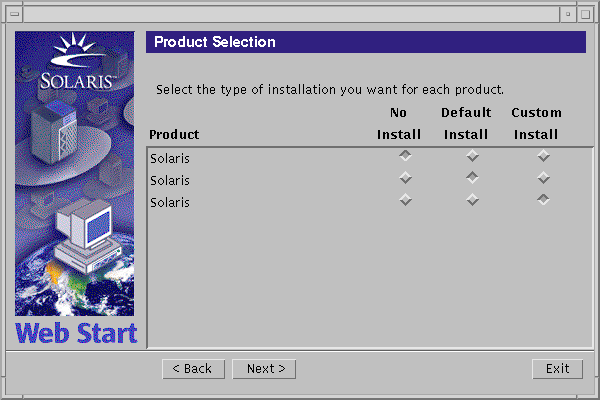 Product Selection
SOLARIS™
Select the type of installation you want for each product.
No Default Custom
Product Install Install Install
Solaris
Solaris
Solaris
Web Start
< Back Next > Exit